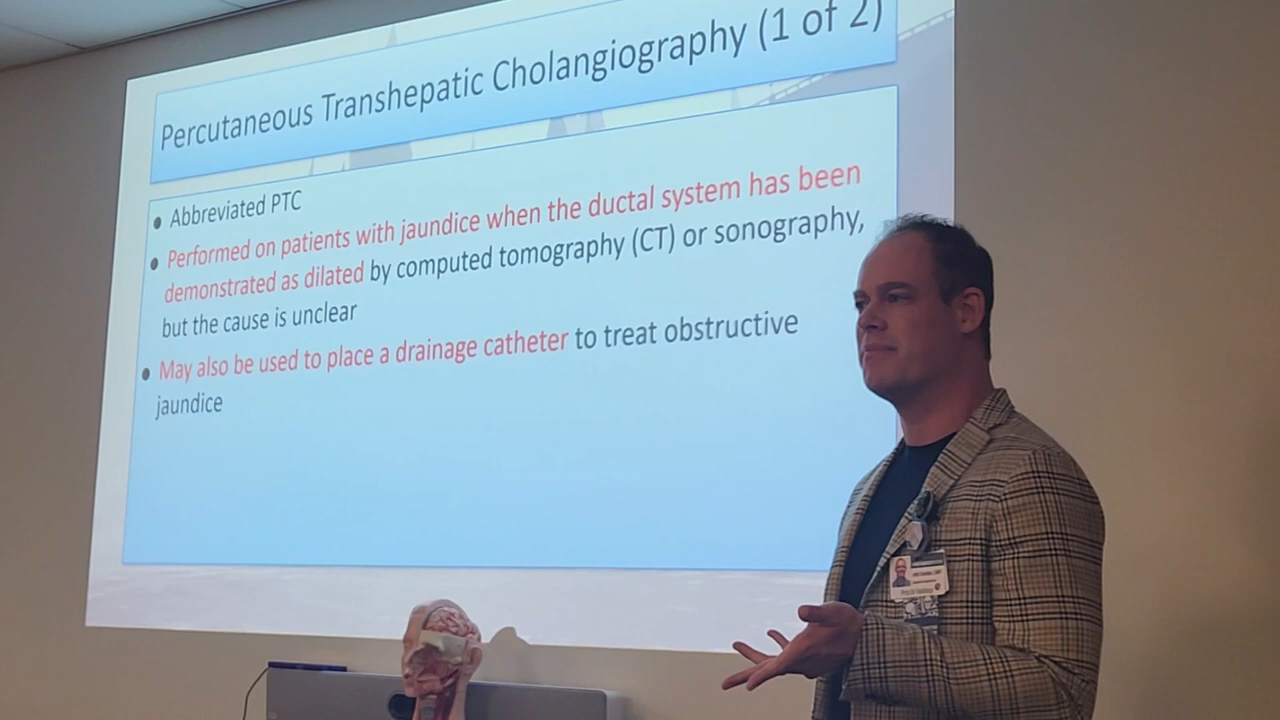 Percutaneous Transhepatic Cholangiography (1 of 2)
Abbreviated PTC
Performed on patients with jaundice when the ductal system has been
demonstrated as dilated by computed tomography (CT) or sonography,
but the cause is unclear
May also be used to place a drainage catheter to treat obstructive
jaundice